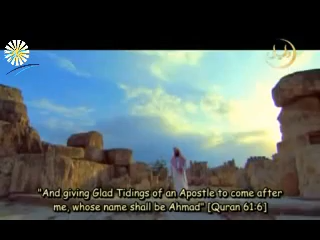 "And giving Glad Tidings of an Apostle to come after
me, whose name shall be Ahmad" [Quran 61:6]